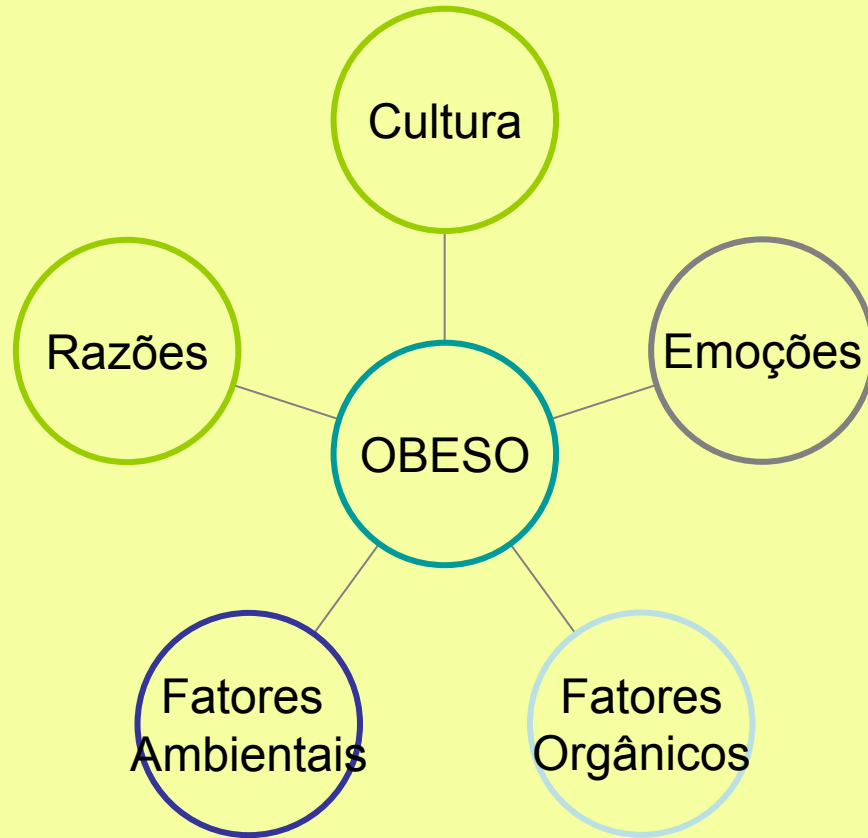 Cultura
Razões
Emoções
OBESO
Fatores
Ambientais
Fatores
Orgânicos